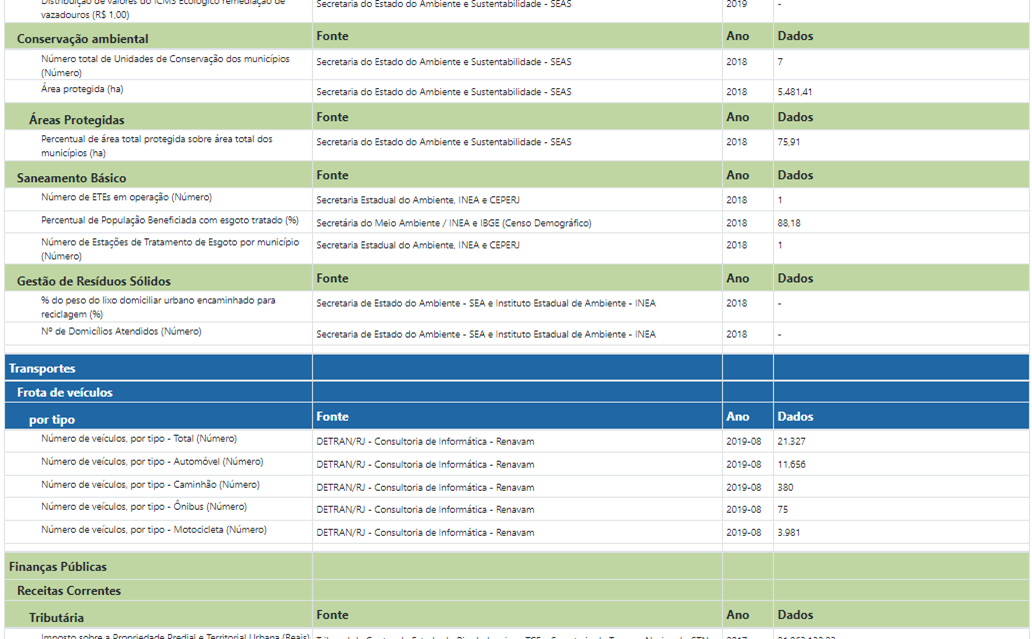 Distribuição de valores do ICMS Ecológico remediação de
vazadouros (R$ 1,00) Secretaria do Estado do Ambiente e Sustentabilidade - SEAS 2019 -
Conservação ambiental Fonte Ano Dados
Número total de Unidades de Conservação dos municípios
(Número) Secretaria do Estado do Ambiente e Sustentabilidade - SEAS 2018 7
Área protegida (ha) Secretaria do Estado do Ambiente e Sustentabilidade - SEAS 2018 5.481,41
Áreas Protegidas Fonte Ano Dados
Percentual de área total protegida sobre área total dos
municípios (ha) Secretaria do Estado do Ambiente e Sustentabilidade - SEAS 2018 75,91
Saneamento Básico Fonte Ano Dados
Número de ETEs em operação (Número) Secretaria Estadual do Ambiente, INEA e CEPERJ 2018 1
Percentual de População Beneficiada com esgoto tratado (%) Secretária do Meio Ambiente / INEA e IBGE (Censo Demográfico) 2018 88,18
Número de Estações de Tratamento de Esgoto por município
(Número) Secretaria Estadual do Ambiente, INEA e CEPERJ 2018 1
Gestão de Resíduos Sólidos Fonte Ano Dados
% do peso do lixo domiciliar urbano encaminhado para
reciclagem (%) Secretaria de Estado do Ambiente - SEA e Instituto Estadual de Ambiente - INEA 2018 -
Nº de Domicílios Atendidos (Número) Secretaria de Estado do Ambiente - SEA e Instituto Estadual de Ambiente - INEA 2018 -
Transportes
Frota de veículos
por tipo Fonte Ano Dados
Número de veículos, por tipo - Total (Número) DETRAN/RJ - Consultoria de Informática - Renavam 2019-08 21.327
Número de veículos, por tipo - Automóvel (Número) DETRAN/RJ - Consultoria de Informática - Renavam 2019-08 11.656
Número de veículos, por tipo - Caminhão (Número) DETRAN/RJ - Consultoria de Informática - Renavam 2019-08 380
Número de veículos, por tipo - Ônibus (Número) DETRAN/RJ - Consultoria de Informática - Renavam 2019-08 75
Número de veículos, por tipo - Motocicleta (Número) DETRAN/RJ - Consultoria de Informática - Renavam 2019-08 3.981
Finanças Públicas
Receitas Correntes
Tributária Fonte Ano Dados
Imposto sobre a Propriedade Predial e Territorial Urbana (Reais)